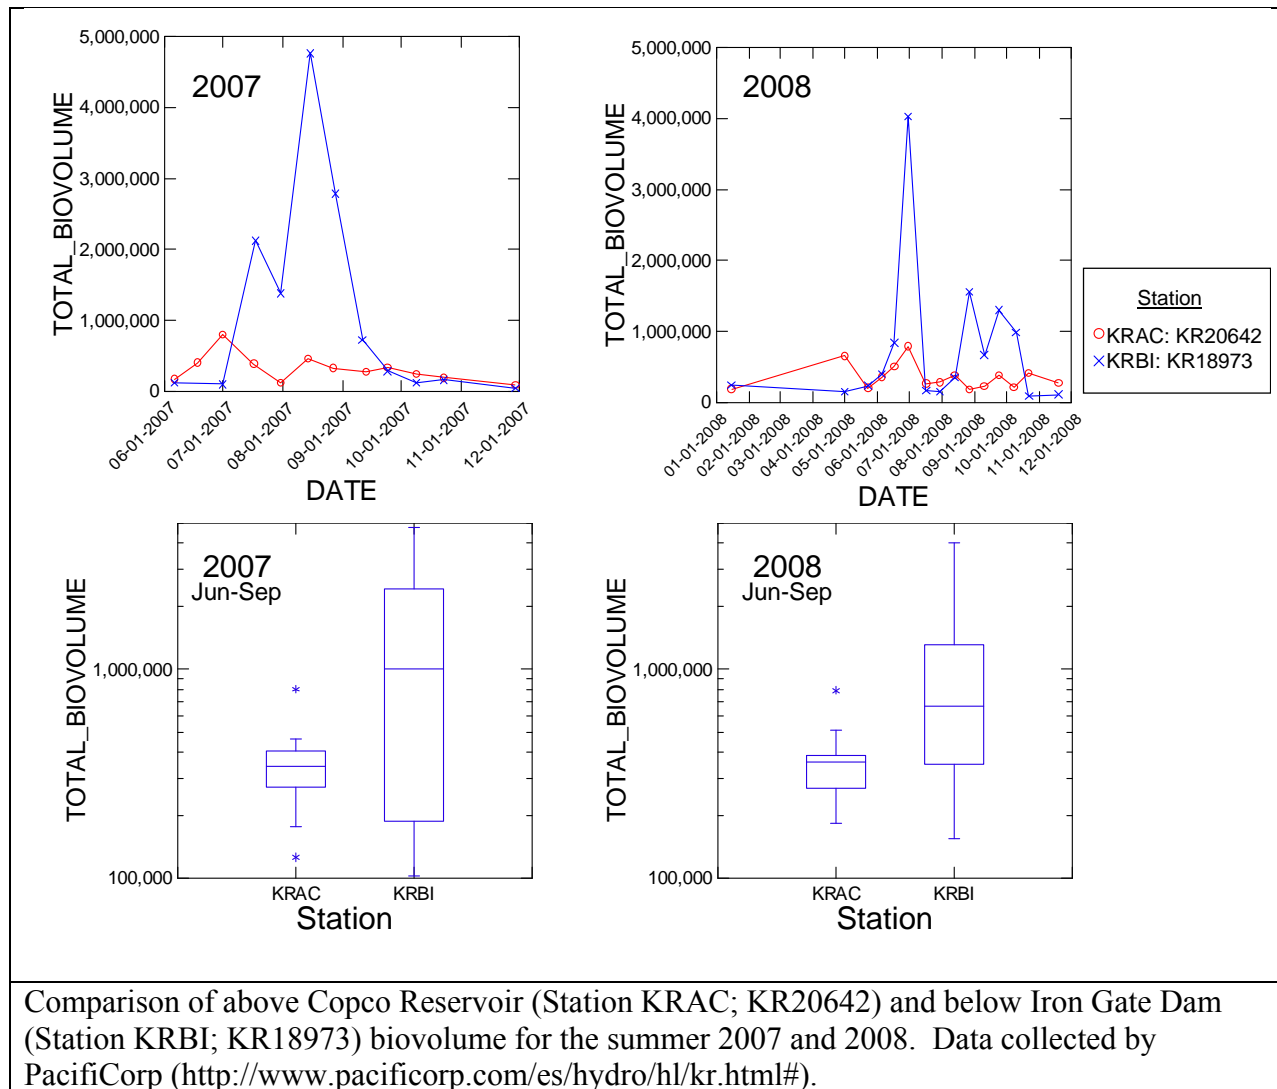 2007
TOTAL_BIOVOLUME
5,000,000
4,000,000
3,000,000
2,000,000
1,000,000
0
06-01-2007
07-01-2007
08-01-2007
09-01-2007
10-01-2007
11-01-2007
12-01-2007
DATE
2008
TOTAL_BIOVOLUME
5,000,000
4,000,000
3,000,000
2,000,000
1,000,000
0
01-01-2008
02-01-2008
03-01-2008
04-01-2008
05-01-2008
06-01-2008
07-01-2008
08-01-2008
09-01-2008
10-01-2008
11-01-2008
12-01-2008
DATE
Station
KRAC: KR20642
KRBI: KR18973
2007
Jun-Sep
TOTAL_BIOVOLUME
1,000,000
100,000
KRAC
KRBI
Station
2008
Jun-Sep
TOTAL_BIOVOLUME
1,000,000
100,000
KRAC
KRBI
Station
Comparison of above Copco Reservoir (Station KRAC; KR20642) and below Iron Gate Dam
(Station KRBI; KR18973) biovolume for the summer 2007 and 2008.  Data collected by
PacifiCorp (http://www.pacificorp.com/es/hydro/hl/kr.html#).